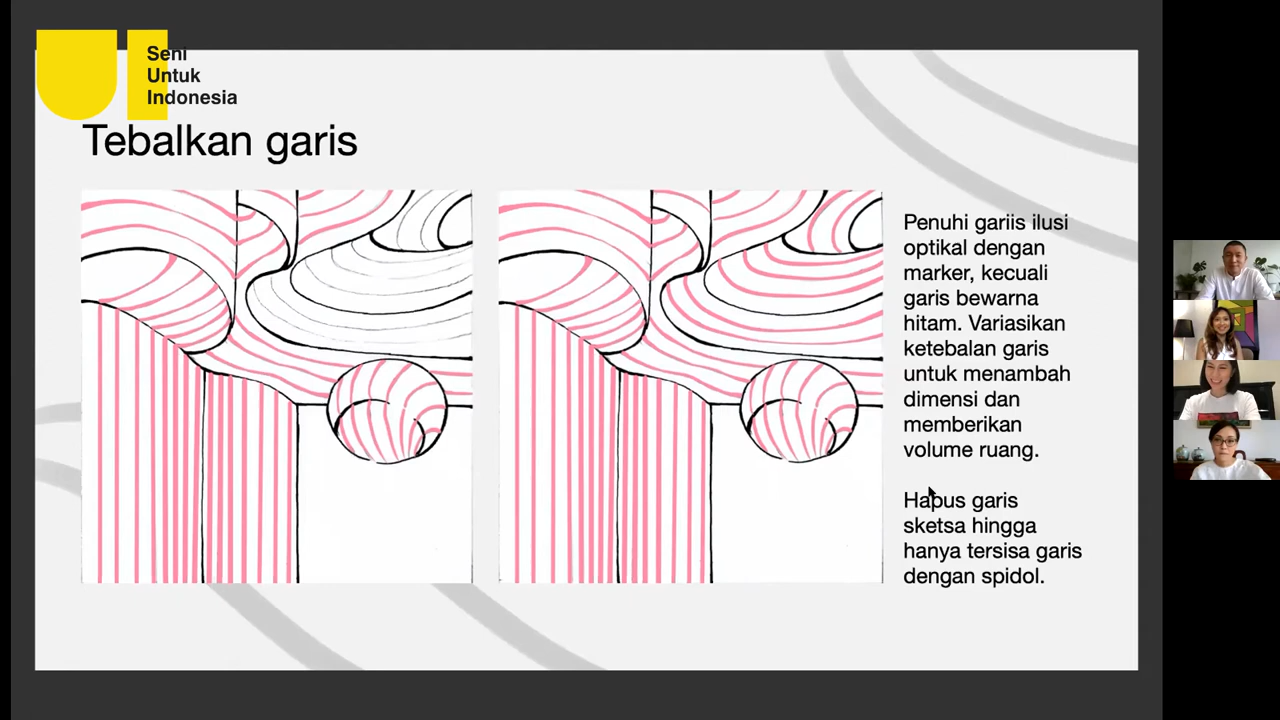 Seni
Untuk
Indonesia
Tebalkan garis
Penuhi gariis ilusi
optikal dengan
marker, kecuali
garis bewarna
hitam. Variasikan
ketebalan garis
untuk menambah
dimensi dan
memberikan
volume ruang.
Hapus garis
sketsa hingga
hanya tersisa garis
dengan spidol.